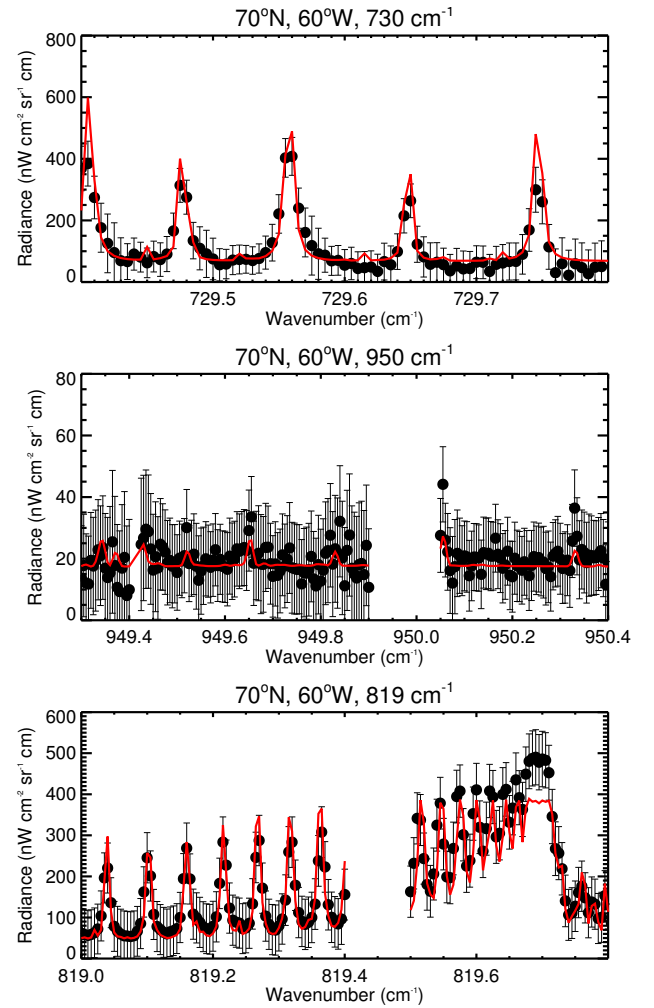 70°N, 60°W, 730 cm⁻¹
800
600
400
200
0
Radiance (nW cm⁻² sr⁻¹ cm)
729.5 729.6 729.7
Wavenumber (cm⁻¹)
70°N, 60°W, 950 cm⁻¹
80
60
40
20
0
Radiance (nW cm⁻² sr⁻¹ cm)
949.4 949.6 949.8 950.0 950.2 950.4
Wavenumber (cm⁻¹)
70°N, 60°W, 819 cm⁻¹
600
500
400
300
200
100
0
Radiance (nW cm⁻² sr⁻¹ cm)
819.0 819.2 819.4 819.6
Wavenumber (cm⁻¹)